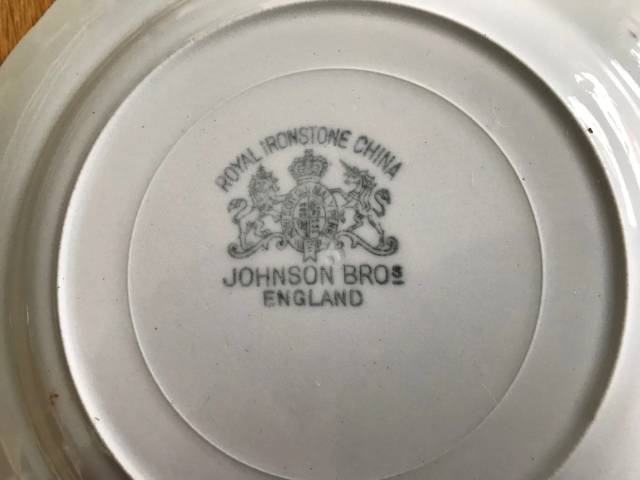 ROYAL IRONSTONE CHINA
JOHNSON BROS
ENGLAND